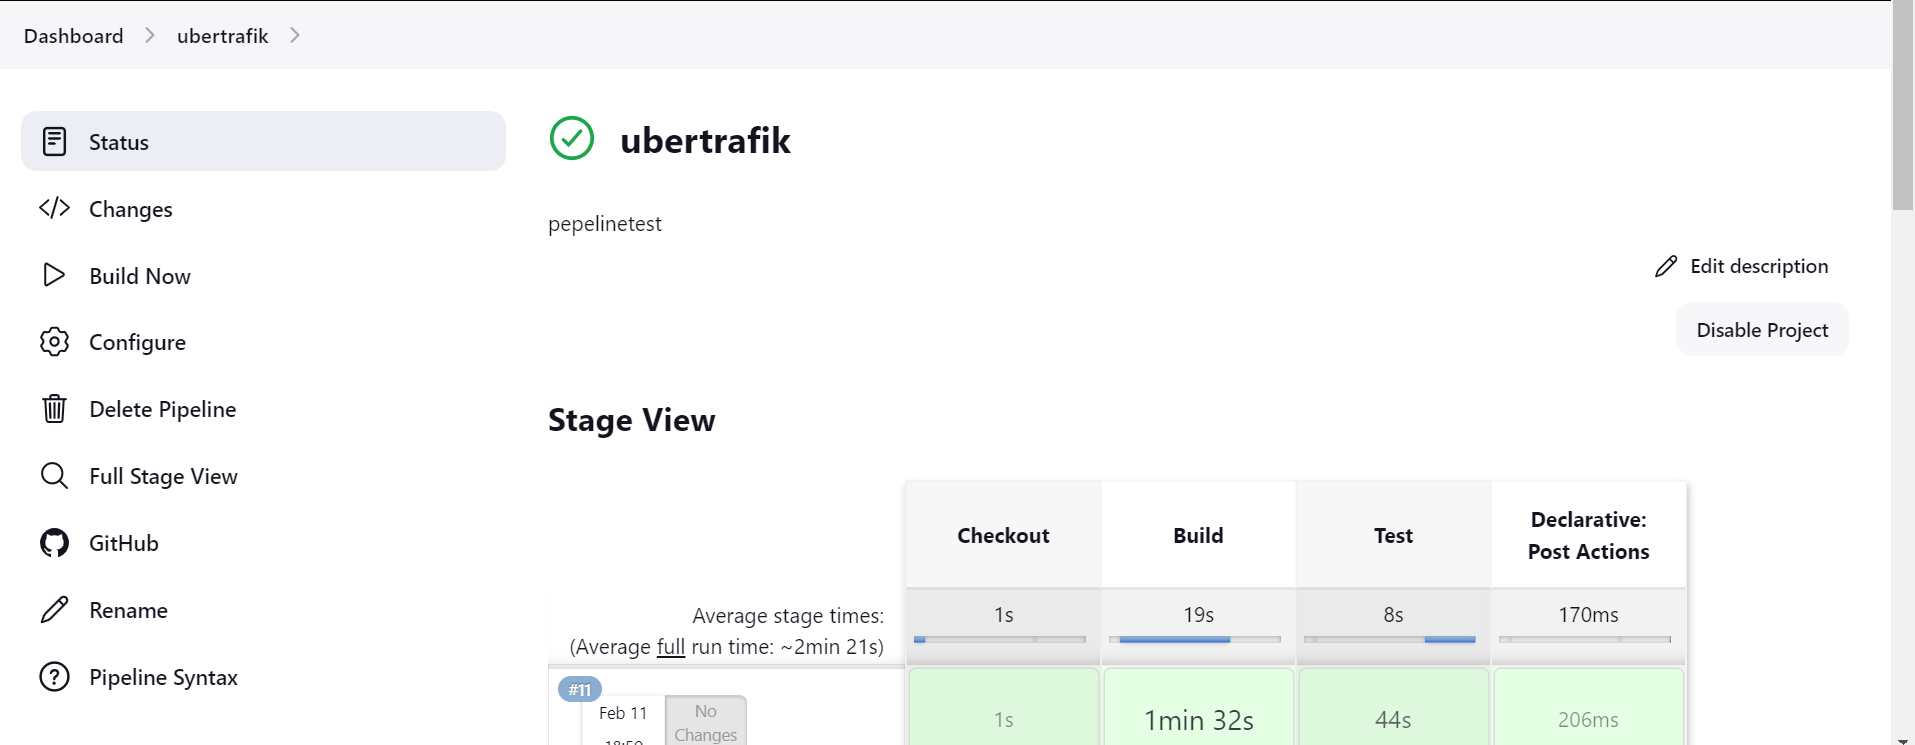 Dashboard
ubertrafik
Status
Changes
Build Now
Configure
Delete Pipeline
Full Stage View
GitHub
Rename
Pipeline Syntax
ubertrafik
pepelinetest
Edit description
Disable Project
Stage View
Checkout
Build
Test
Declarative:
Post Actions
Average stage times:
(Average full run time: ~2min 21s)
1s
19s
8s
170ms
#11
Feb 11
No
Changes
1s
1min 32s
44s
206ms